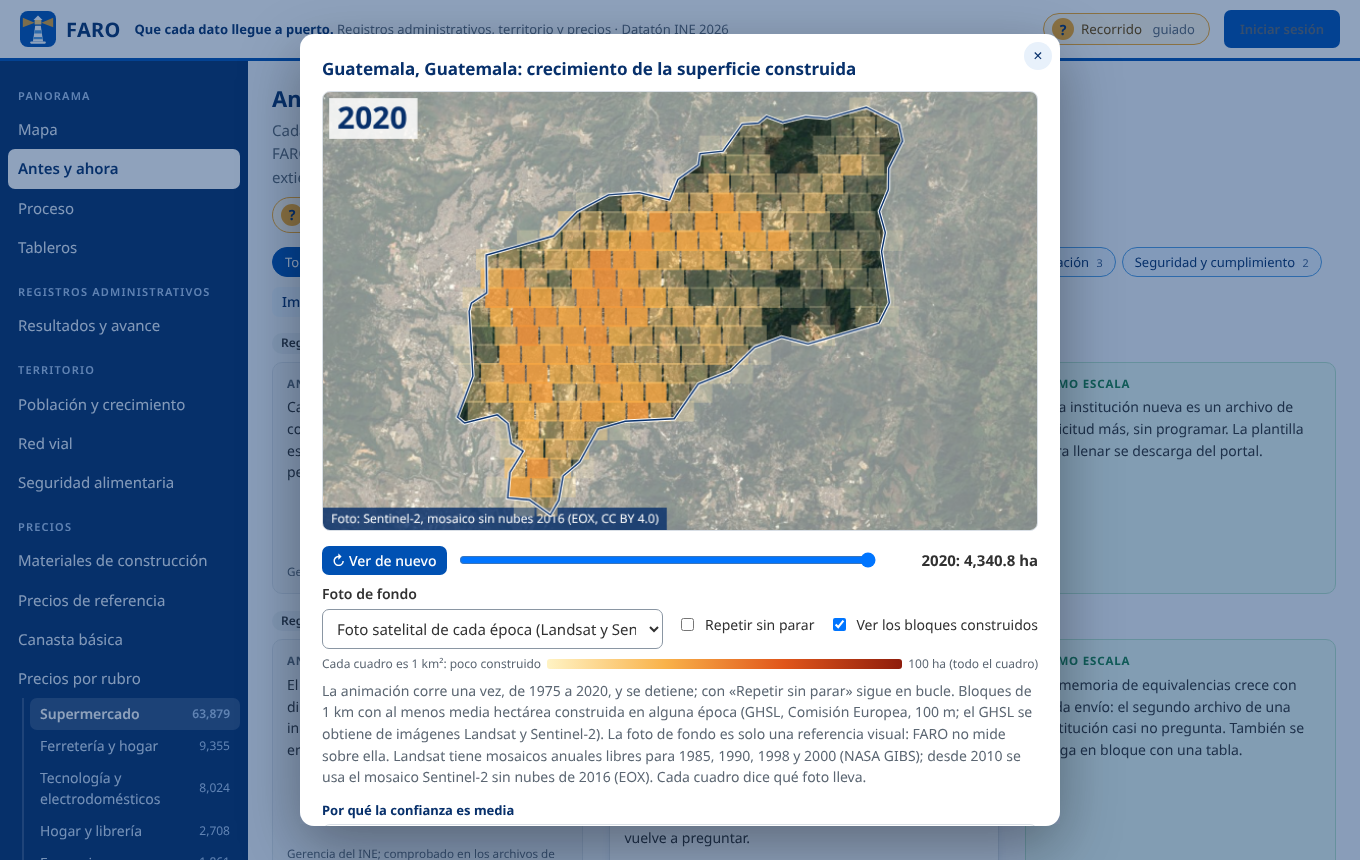 FARO
Que cada dato llegue a puerto. Registros administrativos, territorio y precios · Datatón INE 2026
? Recorrido guiado
Iniciar sesión
PANORAMA
Mapa
Antes y ahora
Proceso
Tableros
REGISTROS ADMINISTRATIVOS
Resultados y avance
TERRITORIO
Población y crecimiento
Red vial
Seguridad alimentaria
PRECIOS
Materiales de construcción
Precios de referencia
Canasta básica
Precios por rubro
Supermercado 63,879
Ferretería y hogar 9,355
Tecnología y
electrodomésticos 8,024
Hogar y librería 2,708
Guatemala, Guatemala: crecimiento de la superficie construida
×
2020
Foto: Sentinel-2, mosaico sin nubes 2016 (EOX, CC BY 4.0)
↻ Ver de nuevo
2020: 4,340.8 ha
Foto de fondo
Foto satelital de cada época (Landsat y Sen
Repetir sin parar
Ver los bloques construidos
Cada cuadro es 1 km²: poco construido
100 ha (todo el cuadro)
La animación corre una vez, de 1975 a 2020, y se detiene; con «Repetir sin parar» sigue en bucle. Bloques de
1 km con al menos media hectárea construida en alguna época (GHSL, Comisión Europea, 100 m; el GHSL se
obtiene de imágenes Landsat y Sentinel-2). La foto de fondo es solo una referencia visual: FARO no mide
sobre ella. Landsat tiene mosaicos anuales libres para 1985, 1990, 1998 y 2000 (NASA GIBS); desde 2010 se
usa el mosaico Sentinel-2 sin nubes de 2016 (EOX). Cada cuadro dice qué foto lleva.
Por qué la confianza es media
3
Seguridad y cumplimiento 2
ESCALA
institución nueva es un archivo de
más, sin programar. La plantilla
llenar se descarga del portal.
ESCALA
memoria de equivalencias crece con
envío: el segundo archivo de una
casi no pregunta. También se
en bloque con una tabla.
vuelve a preguntar.
Gerencia del INE; comprobado en los archivos de